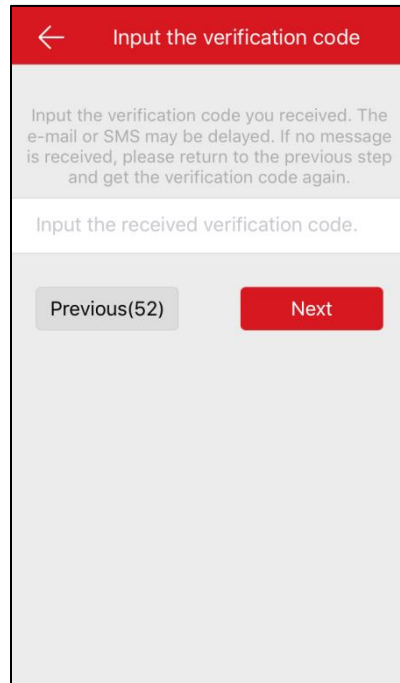 Input the verification code
Input the verification code you received. The
e-mail or SMS may be delayed. If no message
is received, please return to the previous step
and get the verification code again.
Input the received verification code.
Previous(52)
Next